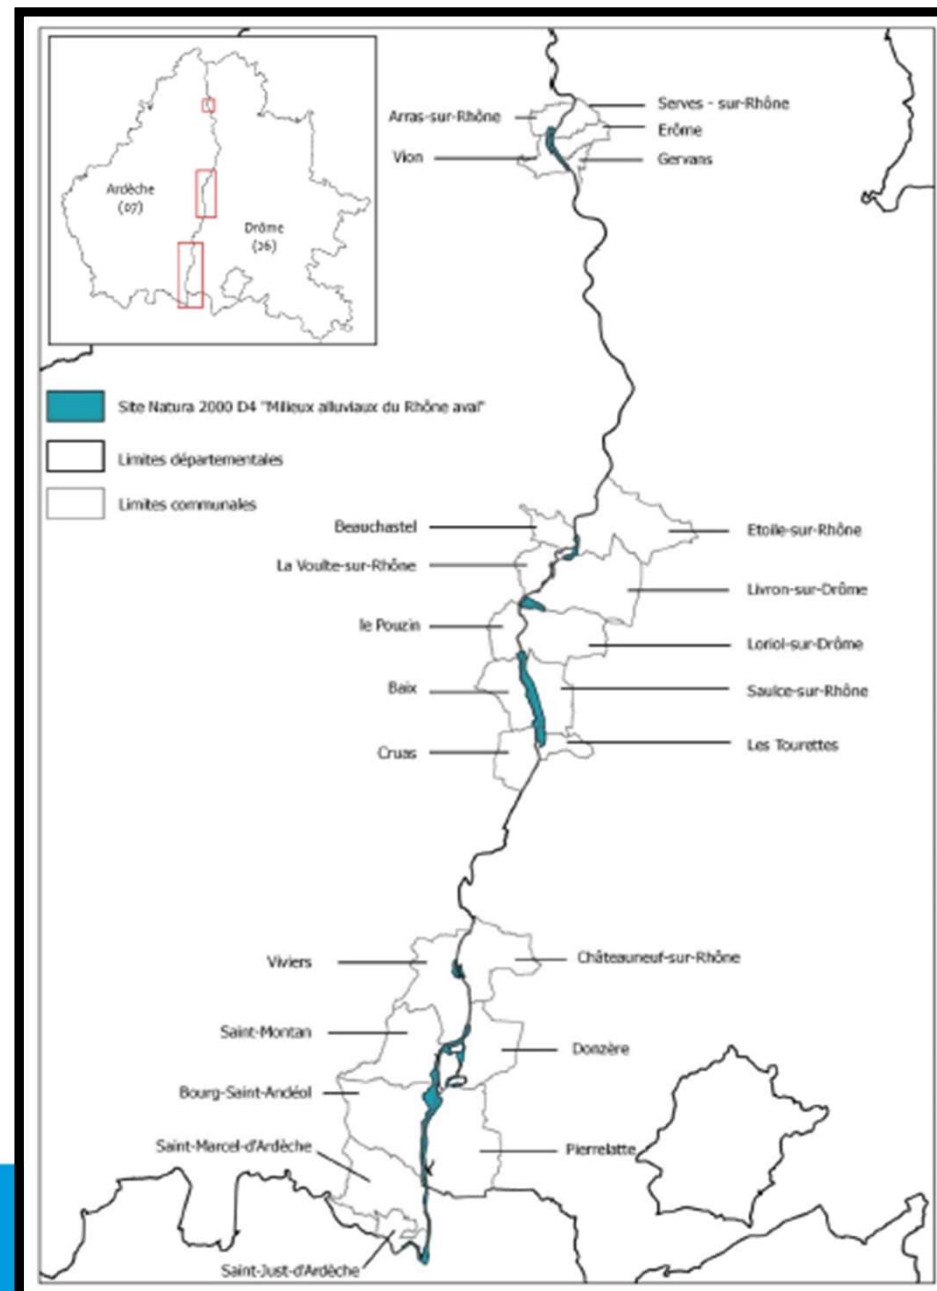 Ardèche
(07)
Drôme
(26)
Arras-sur-Rhône
Serves - sur-Rhône
Erôme
Vion
Gervans
Site Natura 2000 D4 "Milieux alluviaux du Rhône aval"
Limites départementales
Limites communales
Beauchastel
Etoile-sur-Rhône
La Voulte-sur-Rhône
Livron-sur-Drôme
le Pouzin
Loriol-sur-Drôme
Baix
Saulce-sur-Rhône
Cruas
Les Tourettes
Viviers
Châteauneuf-sur-Rhône
Saint-Montan
Donzère
Bourg-Saint-Andéol
Saint-Marcel-d'Ardèche
Pierrelatte
Saint-Just-d'Ardèche